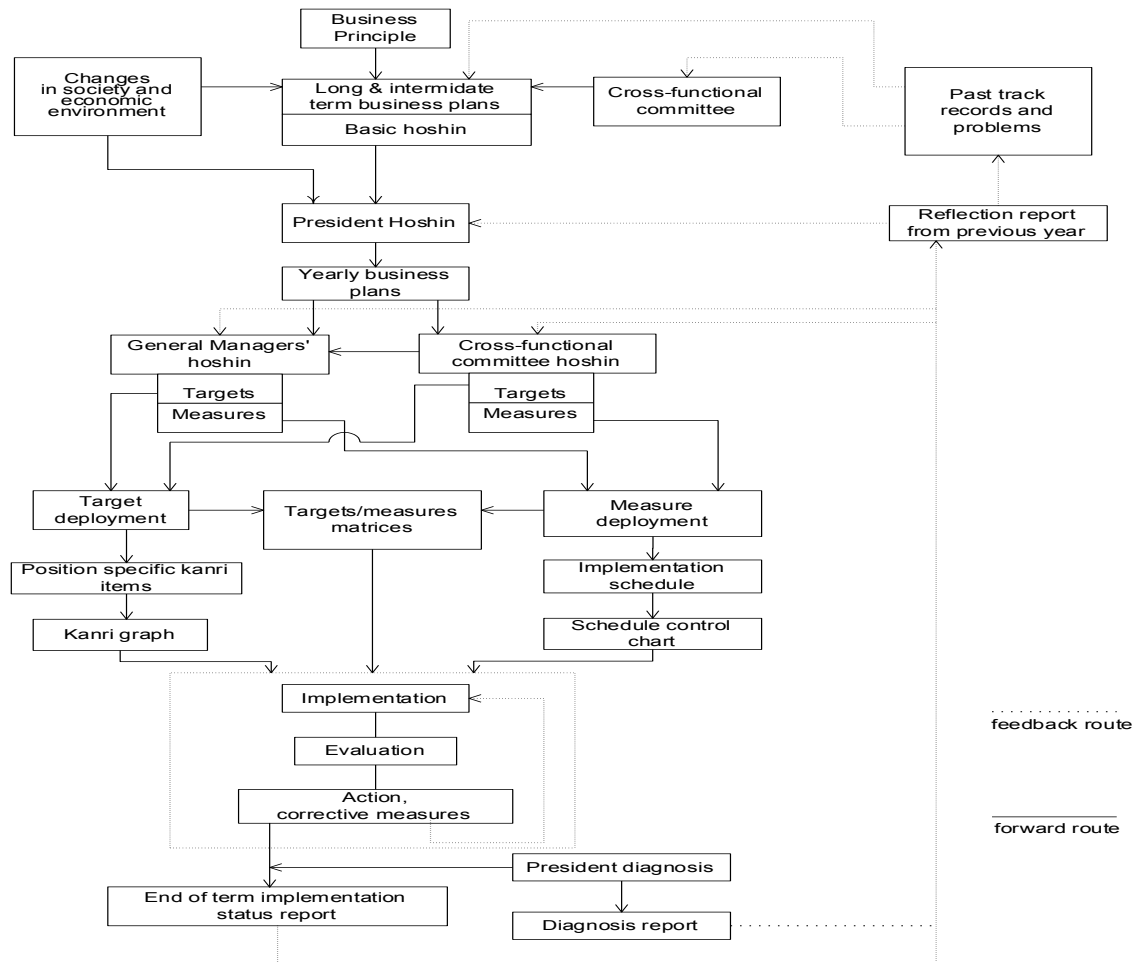 Business
Principle
Changes
in society and
economic
environment
Long & intermidate
term business plans
Basic hoshin
Cross-functional
committee
Past track
records and
problems
President Hoshin
Reflection report
from previous year
Yearly business
plans
General Managers'
hoshin
Cross-functional
committee hoshin
Targets
Measures
Targets
Measures
Target
deployment
Targets/measures
matrices
Measure
deployment
Position specific kanri
items
Implementation
schedule
Kanri graph
Schedule control
chart
Implementation
Evaluation
Action,
corrective measures
feedback route
forward route
President diagnosis
End of term implementation
status report
Diagnosis report